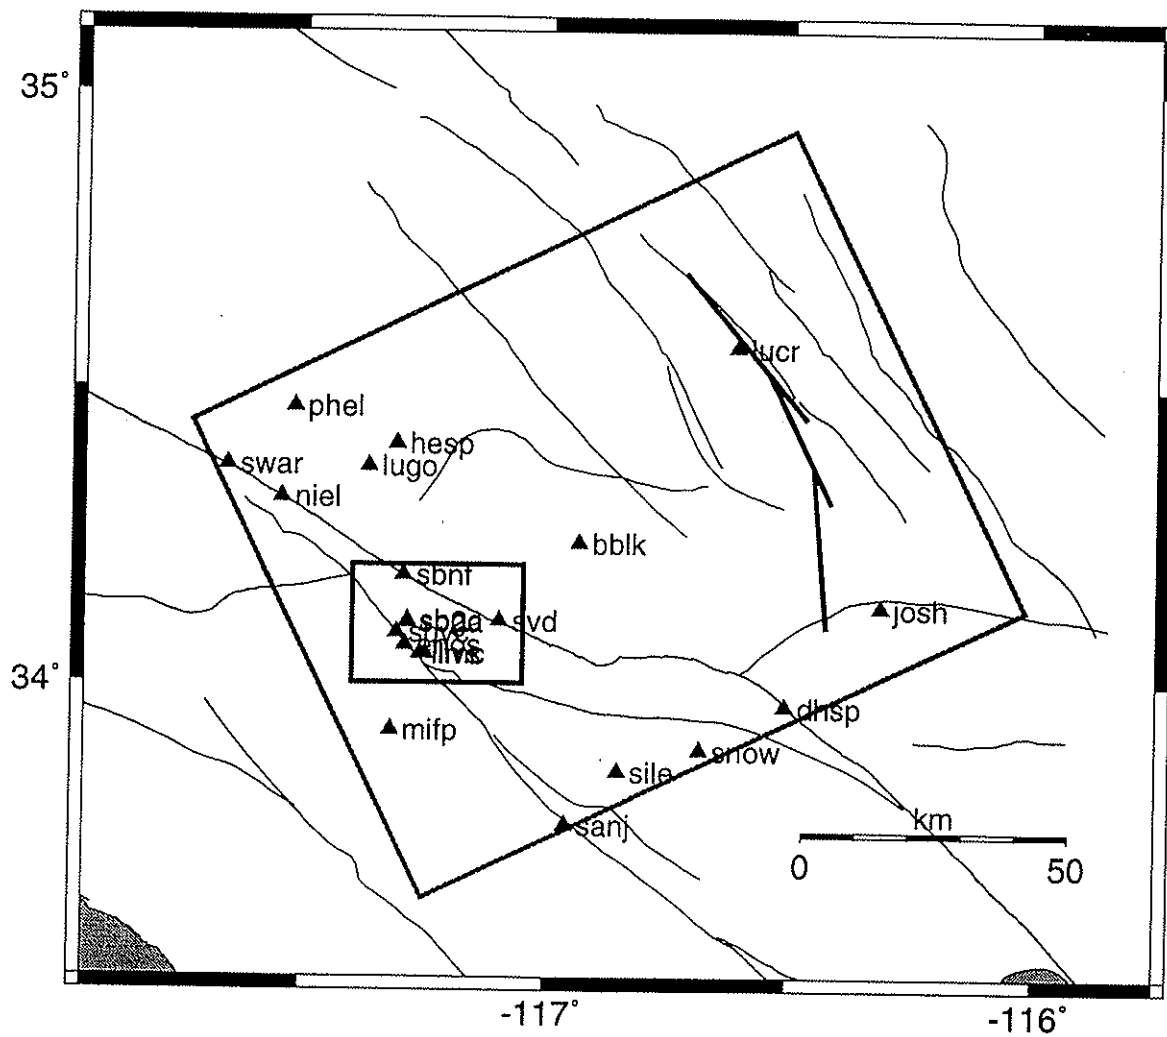 35°
lucr
phel
hesp
swar
lugo
niel
bblk
sbnf
josh
svd
34°
dhsp
mifp
snow
sile
km
sanj
0
50
-117°
-116°